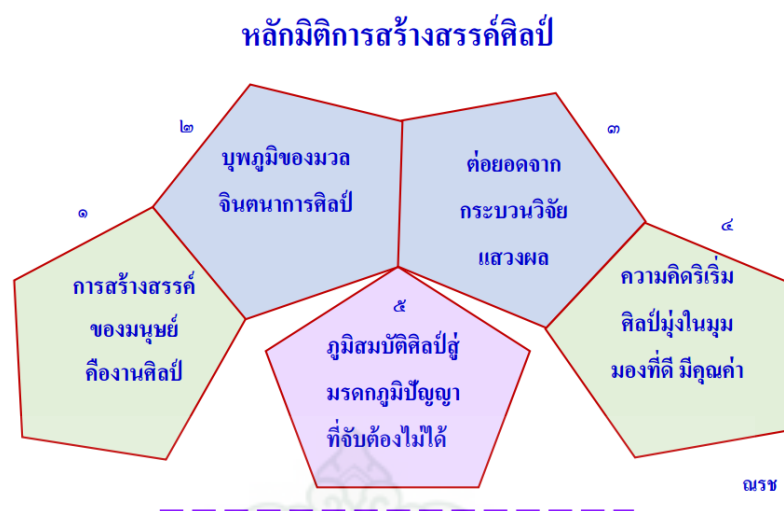 หลักมิติการสร้างสรรค์ศิลป์
๑
การสร้างสรรค์
ของมนุษย์
คืองานศิลป์
๒
บุพภูมิของมวล
จินตนาการศิลป์
๓
ต่อยอดจาก
กระบวนวิจัย
แสวงผล
๔
ความคิดริเริ่ม
ศิลป์มุ่งในมุม
มองที่ดี มีคุณค่า
๕
ภูมิสมบัติศิลป์สู่
มรดกภูมิปัญญา
ที่จับต้องไม่ได้
ณรช